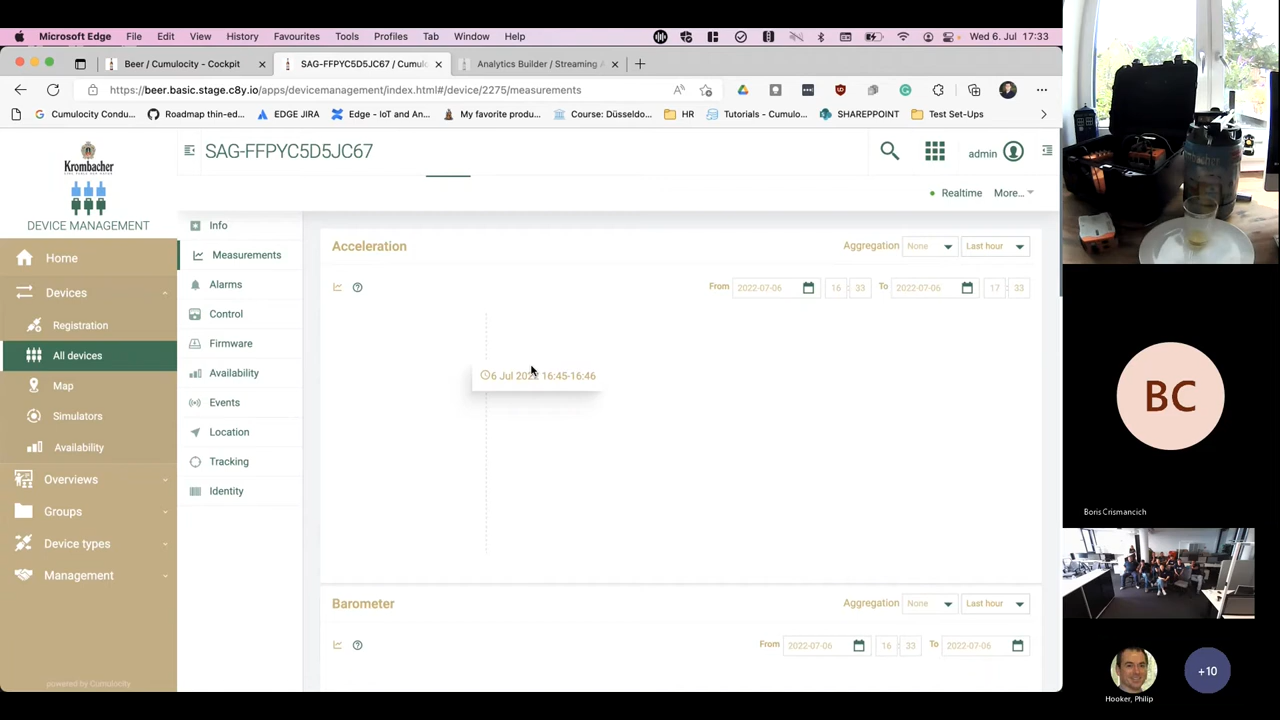 Microsoft Edge File Edit View History Favourites Tools Profiles Tab Window Help Wed 6. Jul 17:33
Beer / Cumulocity - Cockpit SAG-FFPYC5D5JC67 / Cumul Analytics Builder / Streaming A
https://beer.basic.stage.c8y.io/apps/devicemanagement/index.html#/device/2275/measurements
Cumulocity Condu... Roadmap thin-ed... EDGE JIRA Edge - IoT and An... My favorite produ... Course: Düsseldo... HR Tutorials - Cumulo... SHAREPPOINT Test Set-Ups
Krombacher
DEVICE MANAGEMENT
SAG-FFPYC5D5JC67
admin
Realtime More...
Home
Devices
Registration
All devices
Map
Simulators
Availability
Overviews
Groups
Device types
Management
powered by Cumulocity
Info
Measurements
Alarms
Control
Firmware
Availability
Events
Location
Tracking
Identity
Acceleration Aggregation None Last hour
From 2022-07-06 16 : 33 To 2022-07-06 17 : 33
6 Jul 2022 16:45-16:46
Barometer Aggregation None Last hour
From 2022-07-06 16 33 To 2022-07-06
BC
Boris Crismancich
Hooker, Philip
+10